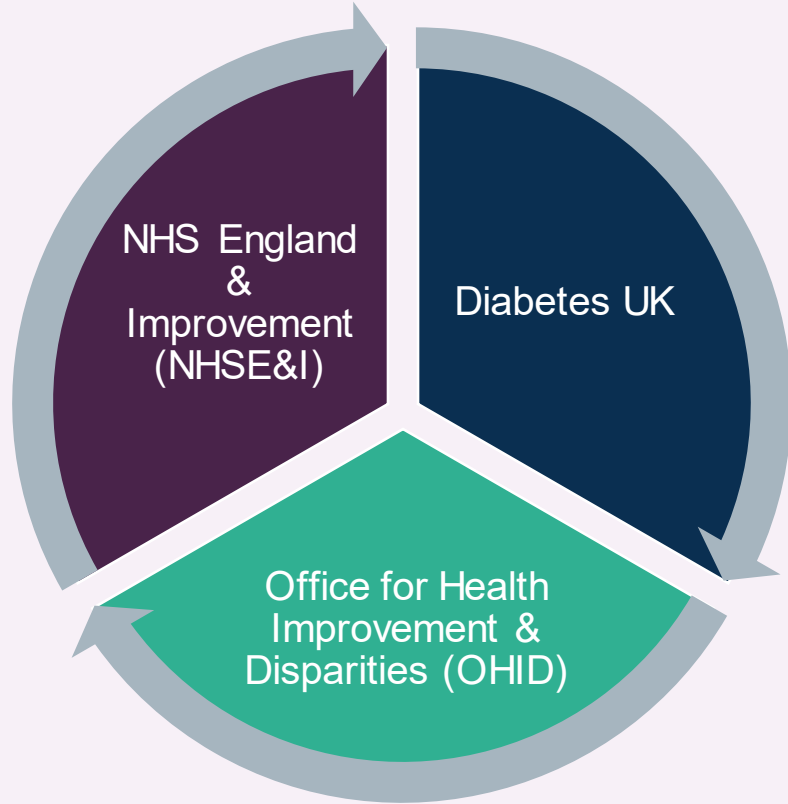 NHS England
&
Improvement
(NHSE&I)
Diabetes UK
Office for Health
Improvement &
Disparities (OHID)